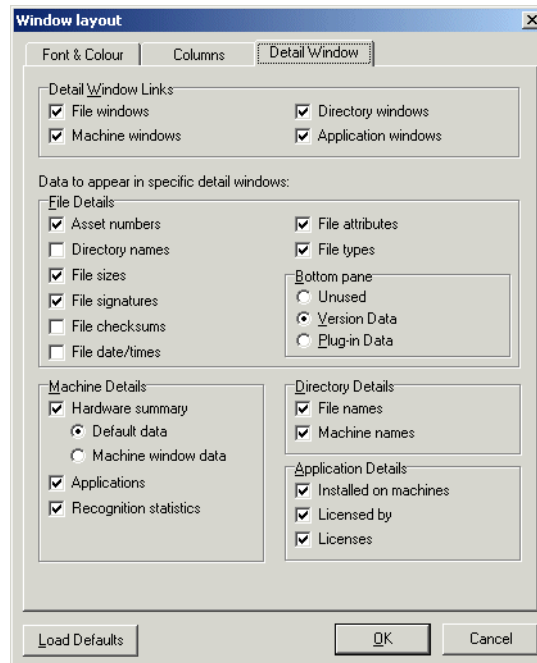 Window layout
Font & Colour Columns Detail Window
Detail Window Links
File windows Directory windows
Machine windows Application windows
Data to appear in specific detail windows:
File Details
Asset numbers File attributes
Directory names File types
File sizes Bottom pane
File signatures Unused
File checksums Version Data
File date/times Plug-in Data
Machine Details
Hardware summary
Default data
Machine window data
Applications
Recognition statistics
Directory Details
File names
Machine names
Application Details
Installed on machines
Licensed by
Licenses
Load Defaults OK Cancel